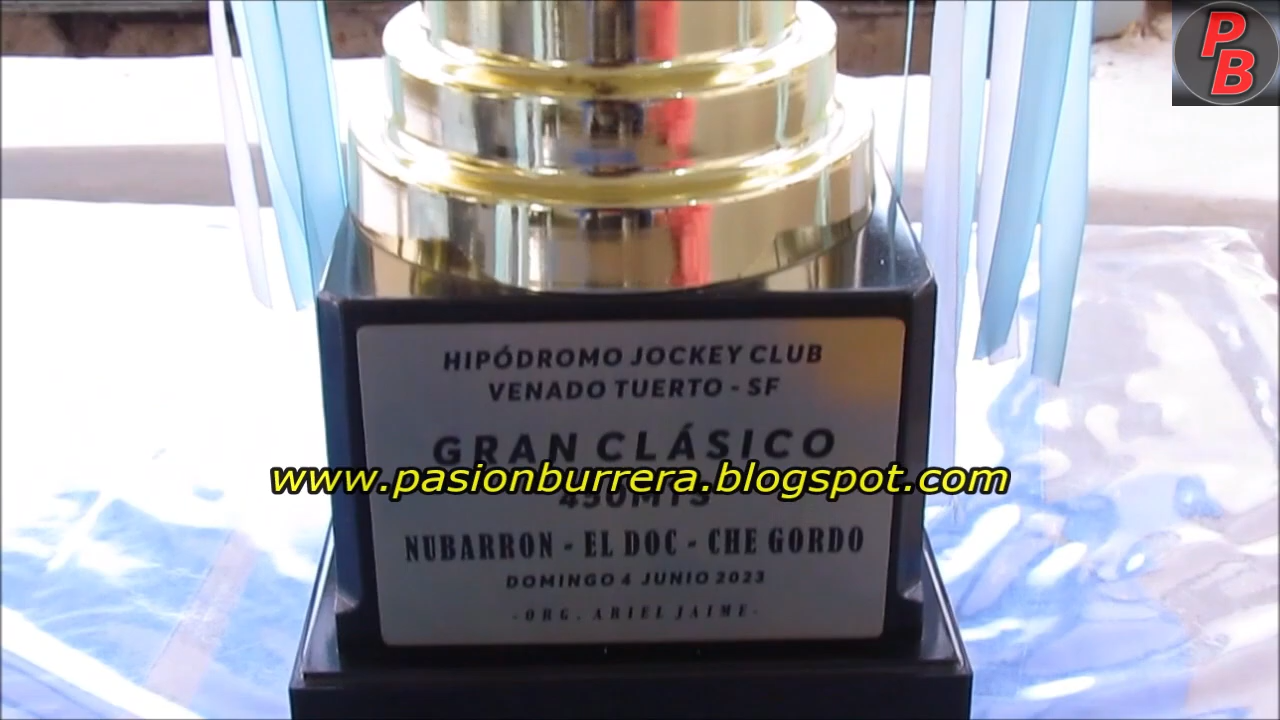 PB
HIPÓDROMO JOCKEY CLUB
VENADO TUERTO - SF
GRAN CLÁSICO
www.pasionburrera.blogspot.com
450MTS
NUBARRON - EL DOC - CHE GORDO
DOMINGO 4 JUNIO 2023
-ORG. ARIEL JAIME-